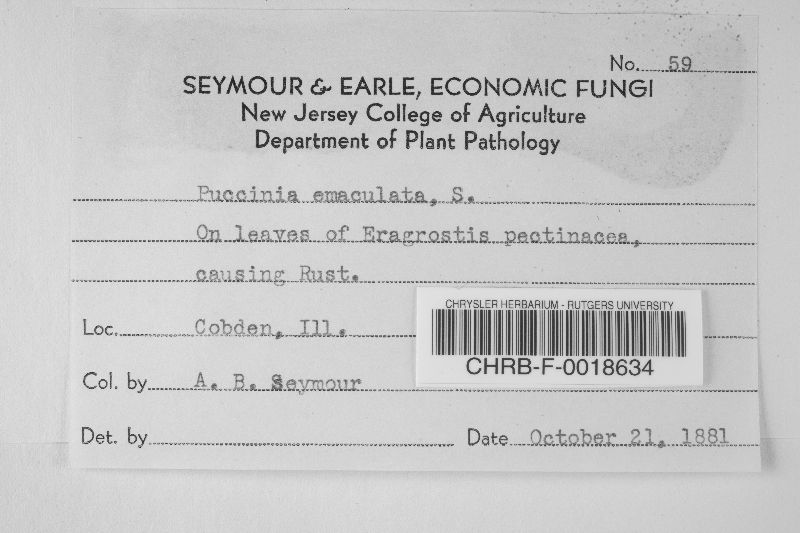 No. 59
SEYMOUR & EARLE, ECONOMIC FUNGI
New Jersey College of Agriculture
Department of Plant Pathology
Puccinia emaculata, S.
On leaves of Eragrostis pectinacea,
causing Rust.
Loc. Cobden, Ill.
CHRYSLER HERBARIUM - RUTGERS UNIVERSITY
CHRB-F-0018634
Col. by A. B. Seymour
Det. by Date October 21, 1881